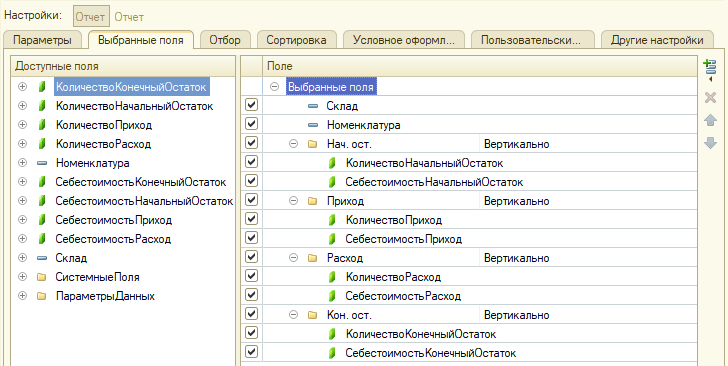 Настройки: Отчет Отчет
Параметры Выбранные поля Отбор Сортировка Условное оформл... Пользовательски... Другие настройки
Доступные поля
КоличествоКонечныйОстаток
КоличествоНачальныйОстаток
КоличествоПриход
КоличествоРасход
Номенклатура
СебестоимостьКонечныйОстаток
СебестоимостьНачальныйОстаток
СебестоимостьПриход
СебестоимостьРасход
Склад
СистемныеПоля
ПараметрыДанных
Поле
Выбранные поля
Склад
Номенклатура
Нач. ост. Вертикально
КоличествоНачальныйОстаток
СебестоимостьНачальныйОстаток
Приход Вертикально
КоличествоПриход
СебестоимостьПриход
Расход Вертикально
КоличествоРасход
СебестоимостьРасход
Кон. ост. Вертикально
КоличествоКонечныйОстаток
СебестоимостьКонечныйОстаток